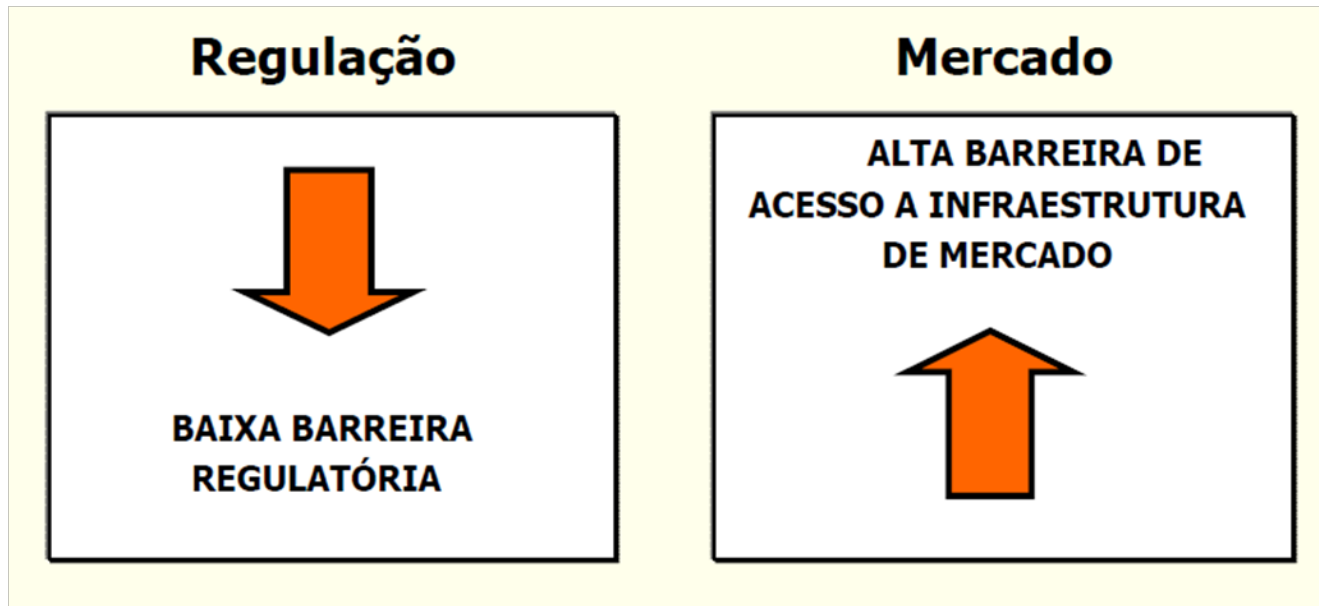 Regulação
BAIXA BARREIRA
REGULATÓRIA
Mercado
ALTA BARREIRA DE
ACESSO A INFRAESTRUTURA
DE MERCADO